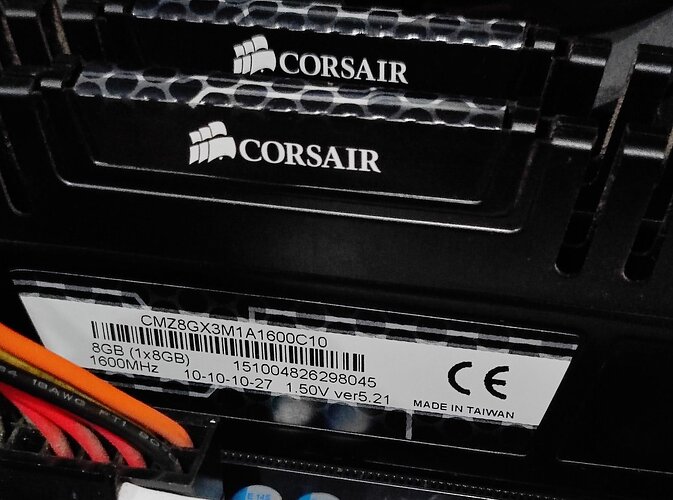 CORSAIR
CORSAIR
CMZ8GX3M1A1600C10
8GB (1x8GB) 151004826298045
1600MHz 10-10-10-27 1.50V ver5.21
CE
MADE IN TAIWAN
18AWG